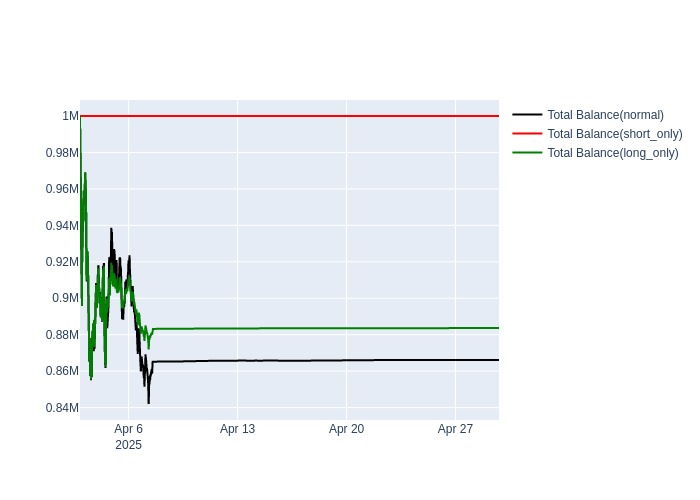 1M
0.98M
0.96M
0.94M
0.92M
0.9M
0.88M
0.86M
0.84M
Apr 6
2025
Apr 13
Apr 20
Apr 27
Total Balance(normal)
Total Balance(short_only)
Total Balance(long_only)